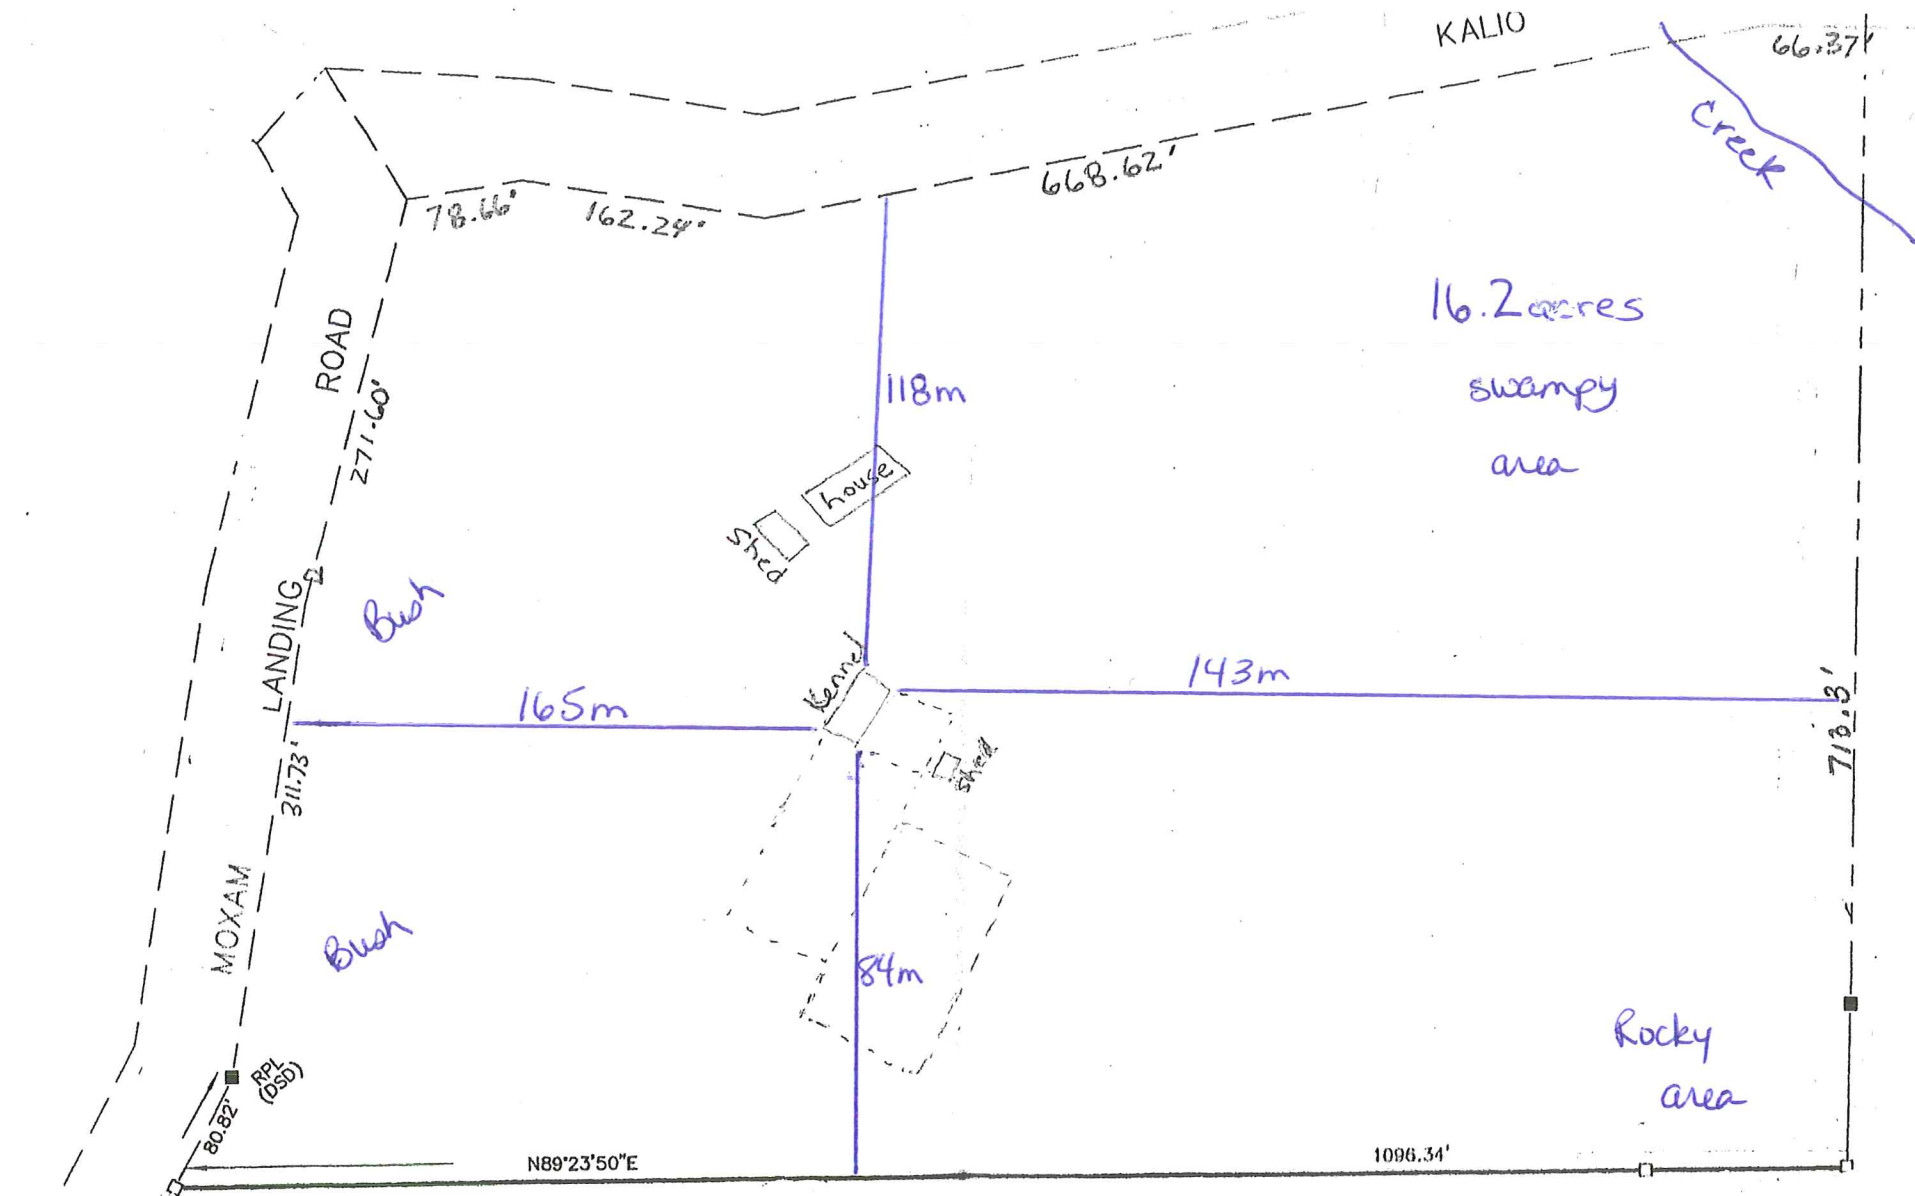 KALIO
66.37'
Creek
668.62'
78.66'
162.24'
16.2 acres
swampy
area
ROAD
271.60'
118m
house
shed
Bush
LANDING
Kennel
143m
165m
713.3'
311.73'
shed
MOXAM
Bush
84m
Rocky
area
RPL
(DSD)
80.82'
N89°23'50"E
1096.34'